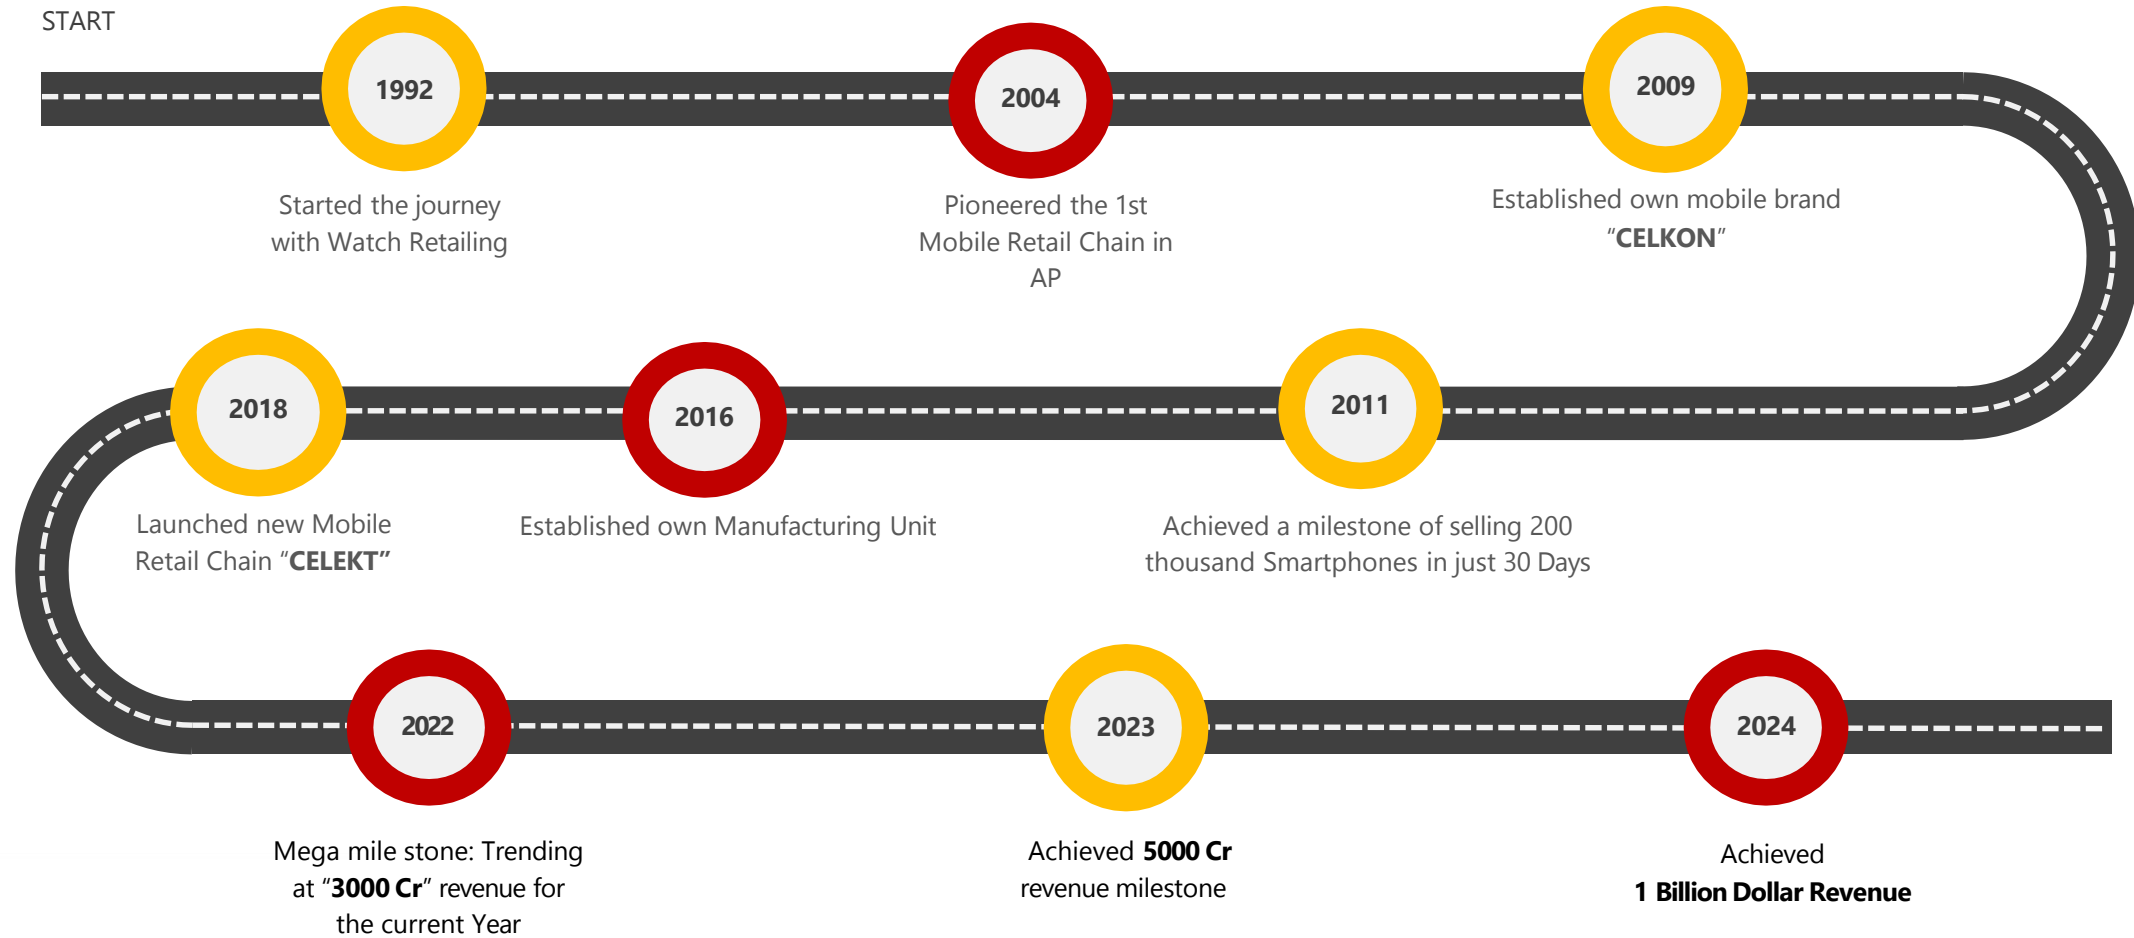 START
1992
Started the journey
with Watch Retailing
2004
Pioneered the 1st
Mobile Retail Chain in
AP
2009
Established own mobile brand
“CELKON”
2011
Achieved a milestone of selling 200
thousand Smartphones in just 30 Days
2016
Established own Manufacturing Unit
2018
Launched new Mobile
Retail Chain “CELEKT”
2022
Mega mile stone: Trending
at “3000 Cr” revenue for
the current Year
2023
Achieved 5000 Cr
revenue milestone
2024
Achieved
1 Billion Dollar Revenue